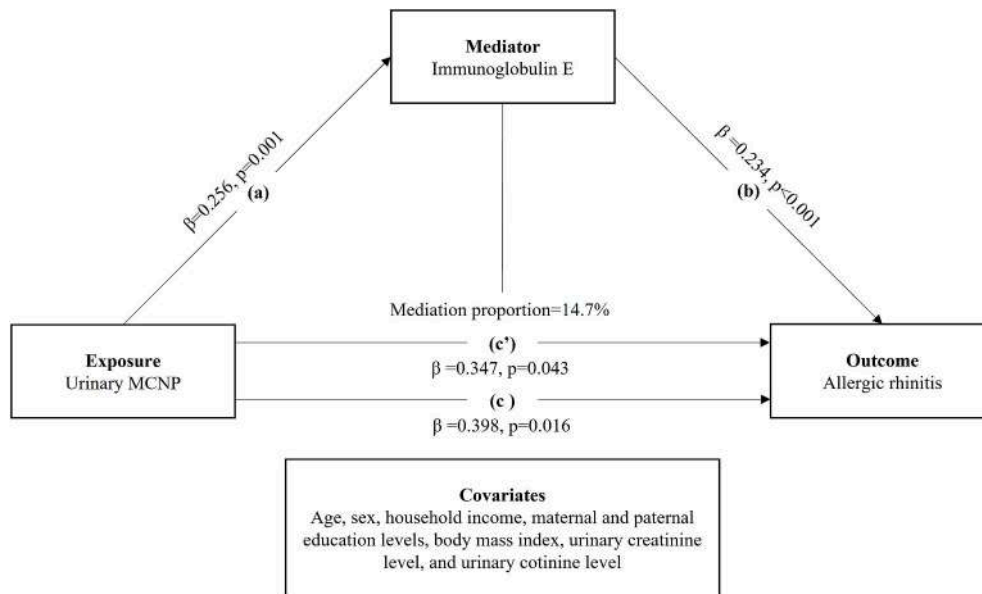 Mediator
Immunoglobulin E
β=0.256, p=0.001
(a)
β =0.234, p<0.001
(b)
Mediation proportion=14.7%
Exposure
Urinary MCNP
(c’)
β =0.347, p=0.043
(c )
β =0.398, p=0.016
Outcome
Allergic rhinitis
Covariates
Age, sex, household income, maternal and paternal
education levels, body mass index, urinary creatinine
level, and urinary cotinine level